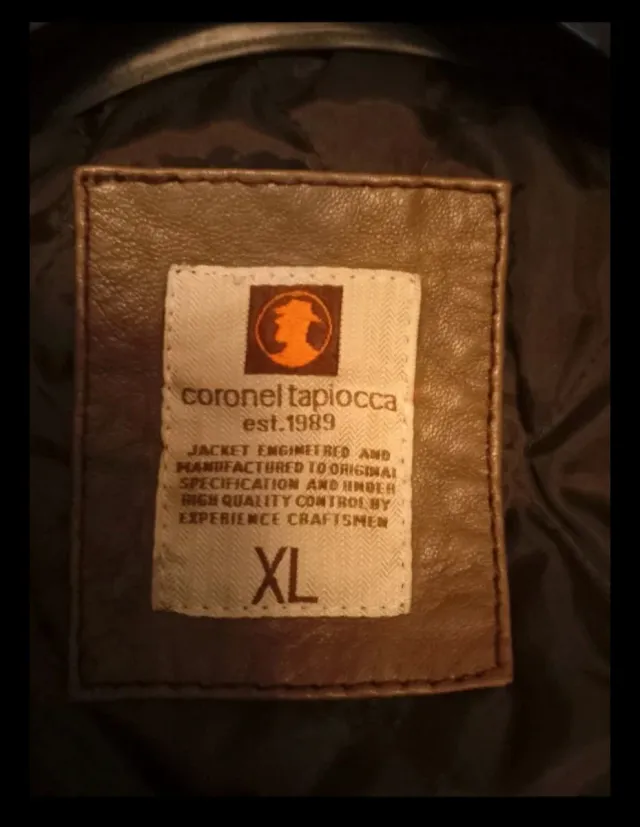 coronel tapiocca
est.1989
JACKET ENGINEERED AND
MANUFACTURED TO ORIGINAL
SPECIFICATION AND UNDER
HIGH QUALITY CONTROL BY
EXPERIENCE CRAFTSMEN
XL